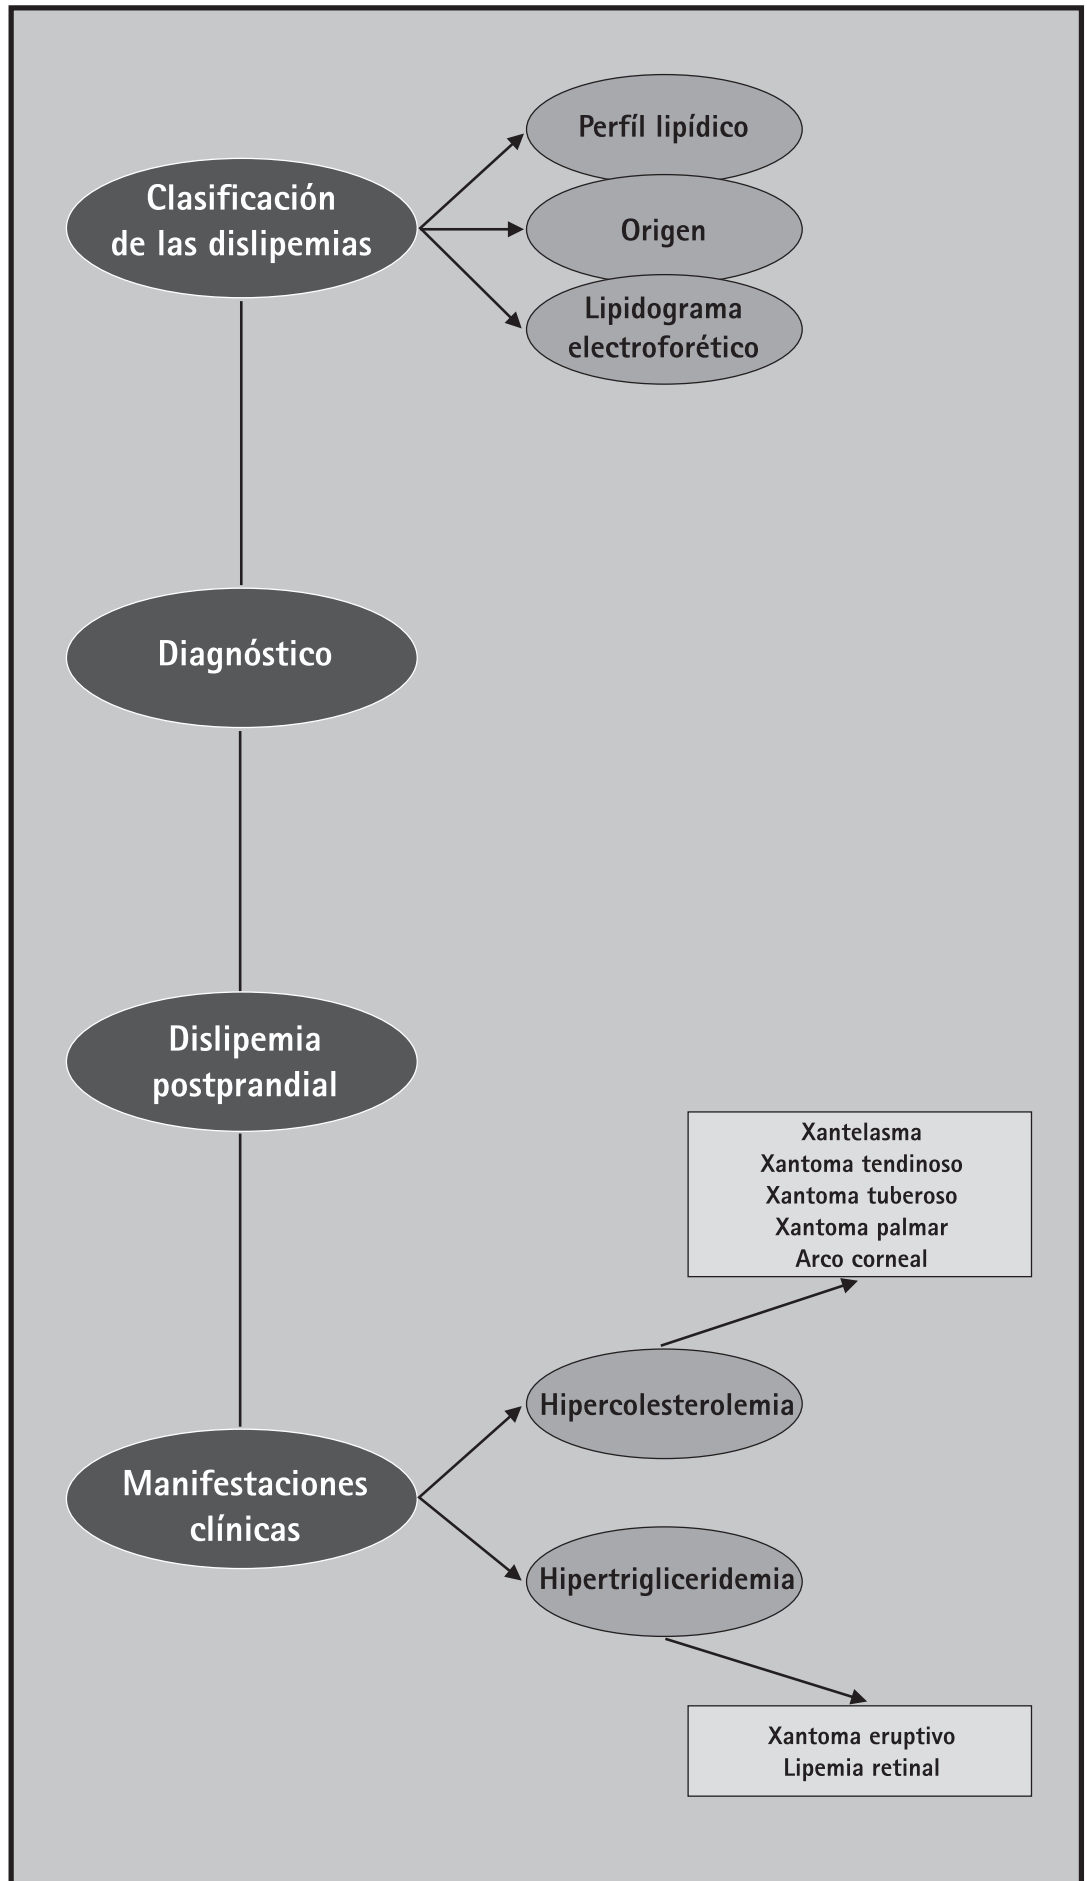 Perfíl lipídico
Clasificación
de las dislipemias
Origen
Lipidograma
electroforético
Diagnóstico
Dislipemia
postprandial
Xantelasma
Xantoma tendinoso
Xantoma tuberoso
Xantoma palmar
Arco corneal
Hipercolesterolemia
Manifestaciones
clínicas
Hipertrigliceridemia
Xantoma eruptivo
Lipemia retinal